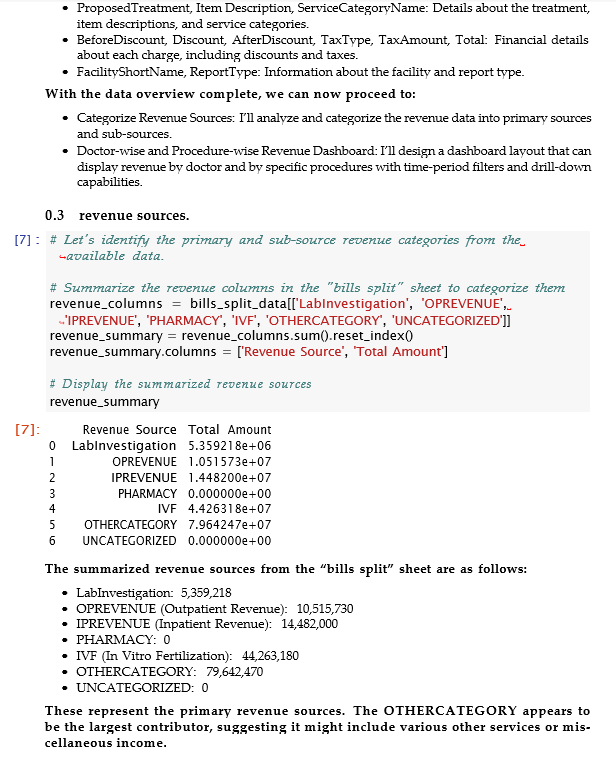 • ProposedTreatment, Item Description, ServiceCategoryName: Details about the treatment,
item descriptions, and service categories.
• BeforeDiscount, Discount, AfterDiscount, TaxType, TaxAmount, Total: Financial details
about each charge, including discounts and taxes.
• FacilityShortName, ReportType: Information about the facility and report type.
With the data overview complete, we can now proceed to:
• Categorize Revenue Sources: I'll analyze and categorize the revenue data into primary sources
and sub-sources.
• Doctor-wise and Procedure-wise Revenue Dashboard: I'll design a dashboard layout that can
display revenue by doctor and by specific procedures with time-period filters and drill-down
capabilities.
0.3 revenue sources.
[7]: # Let's identify the primary and sub-source revenue categories from the␣
↪available data.
# Summarize the revenue columns in the "bills split" sheet to categorize them
revenue_columns = bills_split_data[['LabInvestigation', 'OPREVENUE',␣
↪'IPREVENUE', 'PHARMACY', 'IVF', 'OTHERCATEGORY', 'UNCATEGORIZED']]
revenue_summary = revenue_columns.sum().reset_index()
revenue_summary.columns = ['Revenue Source', 'Total Amount']
# Display the summarized revenue sources
revenue_summary
[7]: Revenue Source Total Amount
0 LabInvestigation 5.359218e+06
1 OPREVENUE 1.051573e+07
2 IPREVENUE 1.448200e+07
3 PHARMACY 0.000000e+00
4 IVF 4.426318e+07
5 OTHERCATEGORY 7.964247e+07
6 UNCATEGORIZED 0.000000e+00
The summarized revenue sources from the "bills split" sheet are as follows:
• LabInvestigation: 5,359,218
• OPREVENUE (Outpatient Revenue): 10,515,730
• IPREVENUE (Inpatient Revenue): 14,482,000
• PHARMACY: 0
• IVF (In Vitro Fertilization): 44,263,180
• OTHERCATEGORY: 79,642,470
• UNCATEGORIZED: 0
These represent the primary revenue sources. The OTHERCATEGORY appears to
be the largest contributor, suggesting it might include various other services or mis-
cellaneous income.